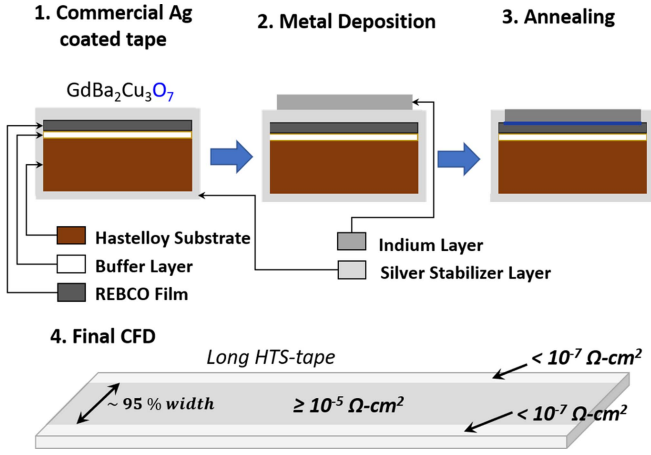 1. Commercial Ag
coated tape
2. Metal Deposition
3. Annealing
GdBa₂Cu₃O₇
Hastelloy Substrate
Buffer Layer
REBCO Film
Indium Layer
Silver Stabilizer Layer
4. Final CFD
Long HTS-tape
< 10⁻⁷ Ω-cm²
~ 95 % width
≥ 10⁻⁵ Ω-cm²
< 10⁻⁷ Ω-cm²